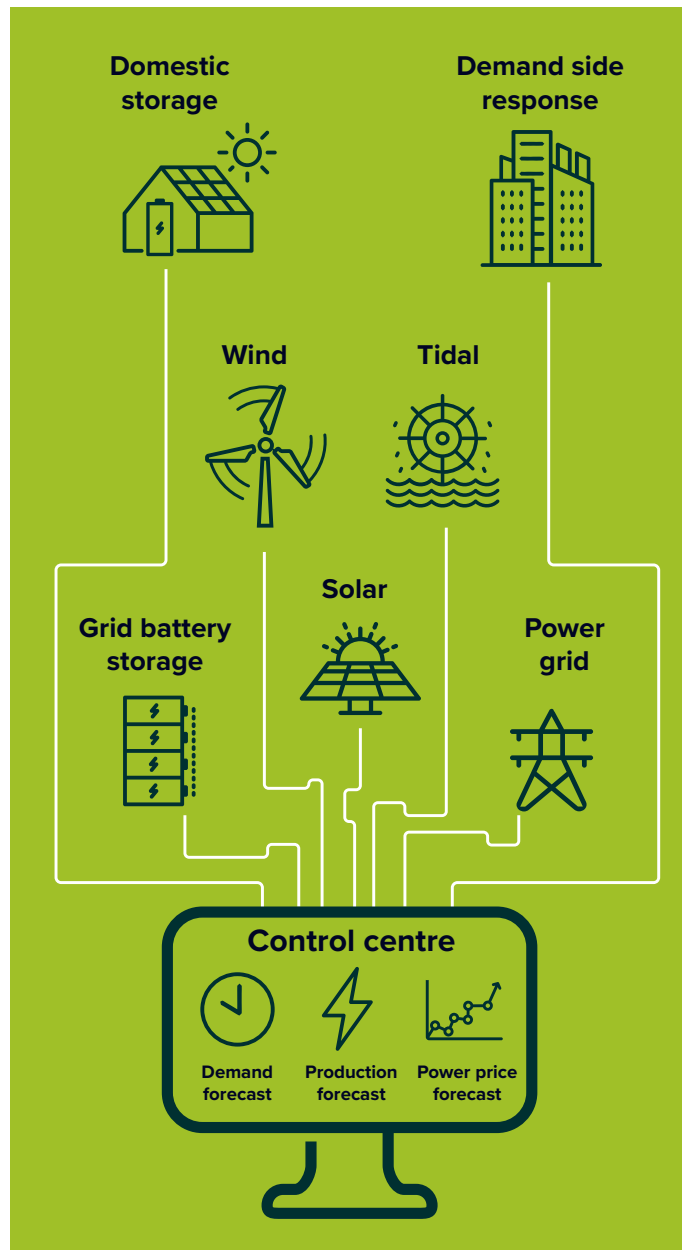 Domestic
storage
Demand side
response
Wind
Tidal
Solar
Grid battery
storage
Power
grid
Control centre
Demand
forecast
Production
forecast
Power price
forecast